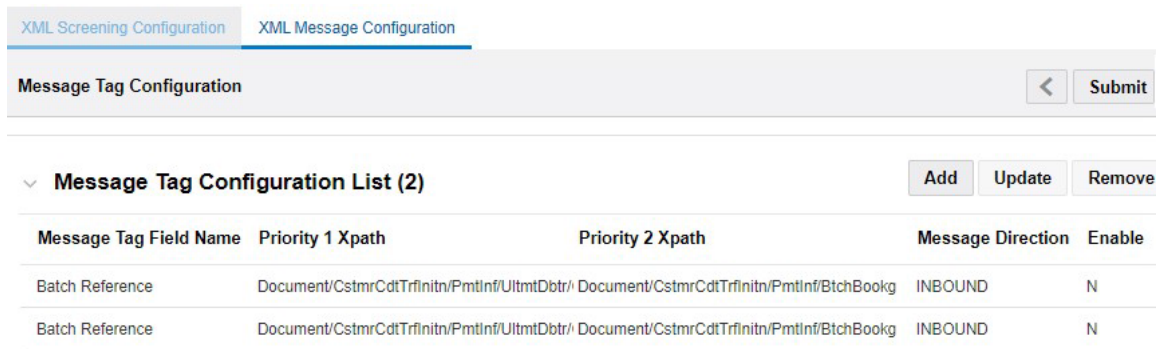 XML Screening Configuration XML Message Configuration
Message Tag Configuration Submit
Message Tag Configuration List (2) Add Update Remove
Message Tag Field Name Priority 1 Xpath Priority 2 Xpath Message Direction Enable
Batch Reference Document/CstmrCdtTrfInitn/PmtInf/UltmtDbtr/ Document/CstmrCdtTrfInitn/PmtInf/BtchBookg INBOUND N
Batch Reference Document/CstmrCdtTrfInitn/PmtInf/UltmtDbtr/ Document/CstmrCdtTrfInitn/PmtInf/BtchBookg INBOUND N